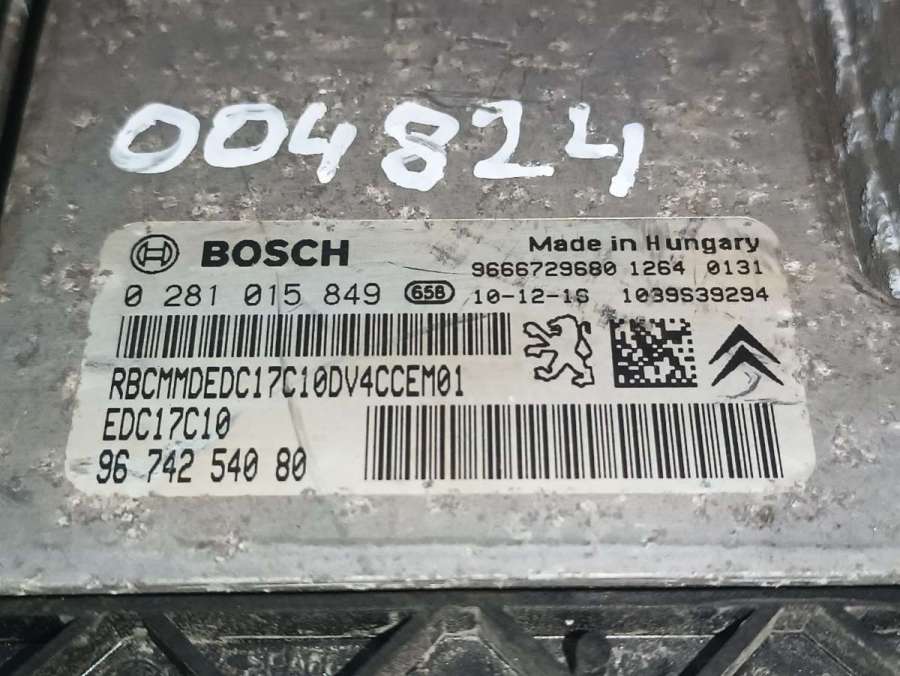 004824
BOSCH
Made in Hungary
9666729680 1264 0131
0 281 015 849 658 10-12-16 1039S39294
RBCMMDEDC17C10DV4CCEM01
EDC17C10
96 742 540 80